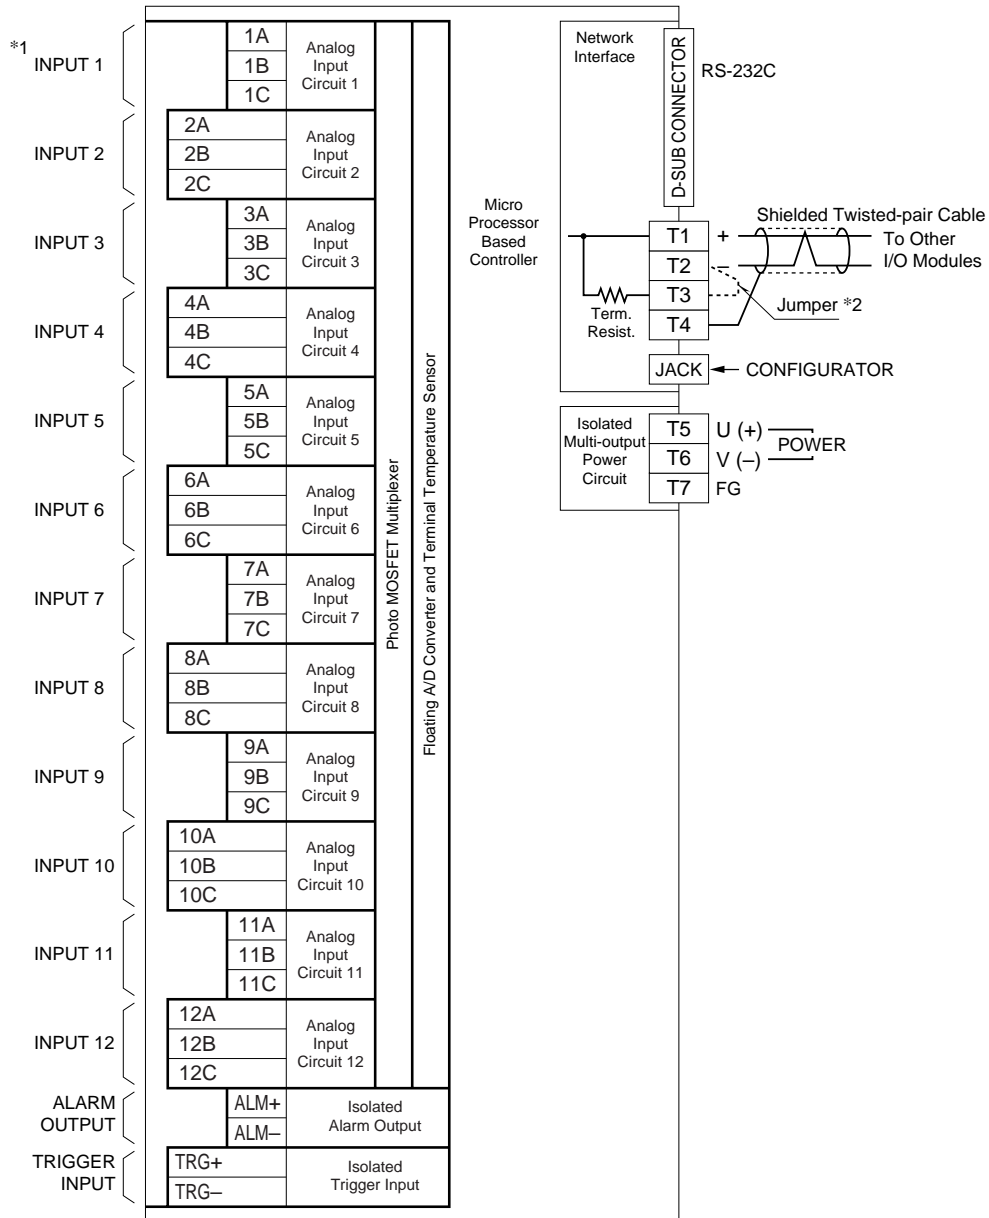 *1
INPUT 1
1A
1B
1C
Analog
Input
Circuit 1
INPUT 2
2A
2B
2C
Analog
Input
Circuit 2
INPUT 3
3A
3B
3C
Analog
Input
Circuit 3
INPUT 4
4A
4B
4C
Analog
Input
Circuit 4
INPUT 5
5A
5B
5C
Analog
Input
Circuit 5
INPUT 6
6A
6B
6C
Analog
Input
Circuit 6
INPUT 7
7A
7B
7C
Analog
Input
Circuit 7
INPUT 8
8A
8B
8C
Analog
Input
Circuit 8
INPUT 9
9A
9B
9C
Analog
Input
Circuit 9
INPUT 10
10A
10B
10C
Analog
Input
Circuit 10
INPUT 11
11A
11B
11C
Analog
Input
Circuit 11
INPUT 12
12A
12B
12C
Analog
Input
Circuit 12
ALARM
OUTPUT
ALM+
ALM–
Isolated
Alarm Output
TRIGGER
INPUT
TRG+
TRG–
Isolated
Trigger Input
Photo MOSFET Multiplexer
Floating A/D Converter and Terminal Temperature Sensor
Micro
Processor
Based
Controller
Network
Interface
D-SUB CONNECTOR
RS-232C
T1
T2
T3
T4
+
–
Shielded Twisted-pair Cable
To Other
I/O Modules
Term.
Resist.
Jumper *2
JACK
CONFIGURATOR
Isolated
Multi-output
Power
Circuit
T5
T6
T7
U (+)
V (–)
FG
POWER